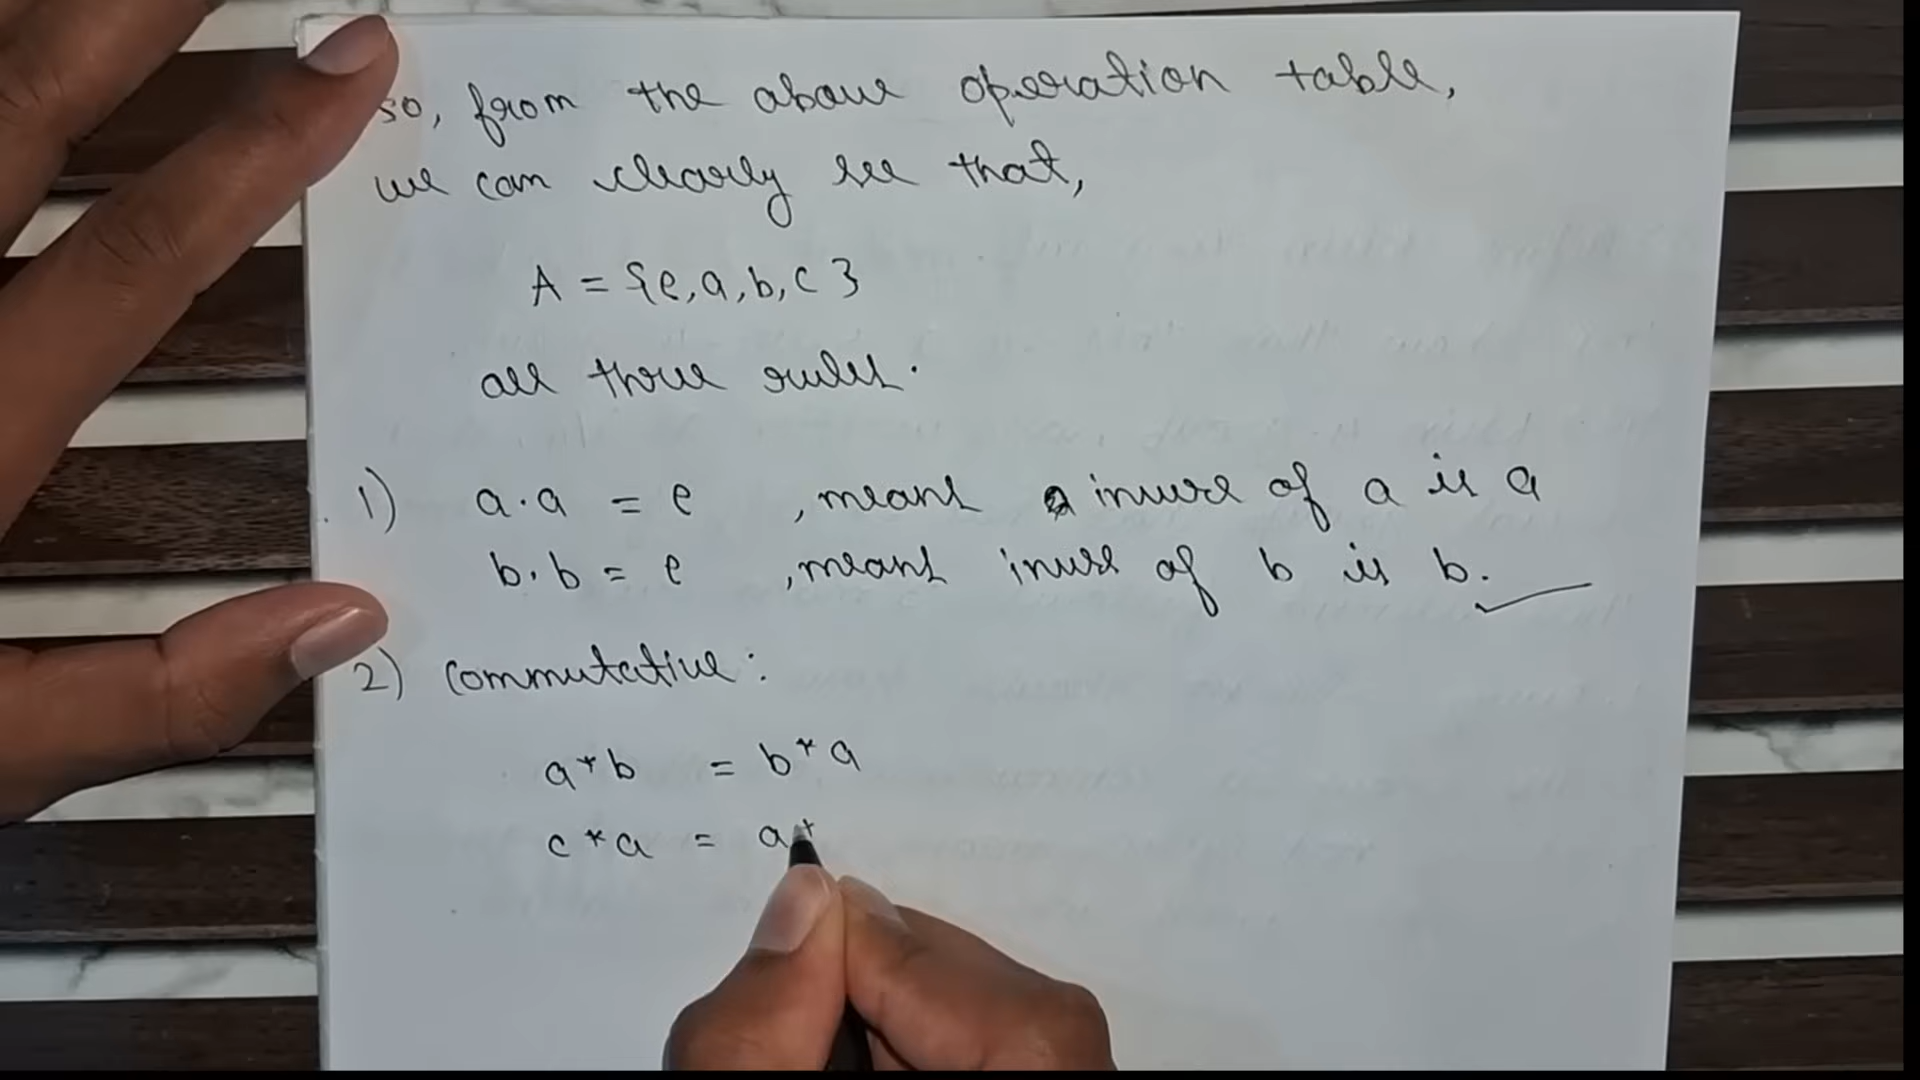 so, from the above operation table,
we can clearly see that,
A = {e, a, b, c}
all three rules.
1) a . a = e , means inverse of a is a
b . b = e , means inverse of b is b.
2) Commutative :
a * b = b * a
c * a = a *